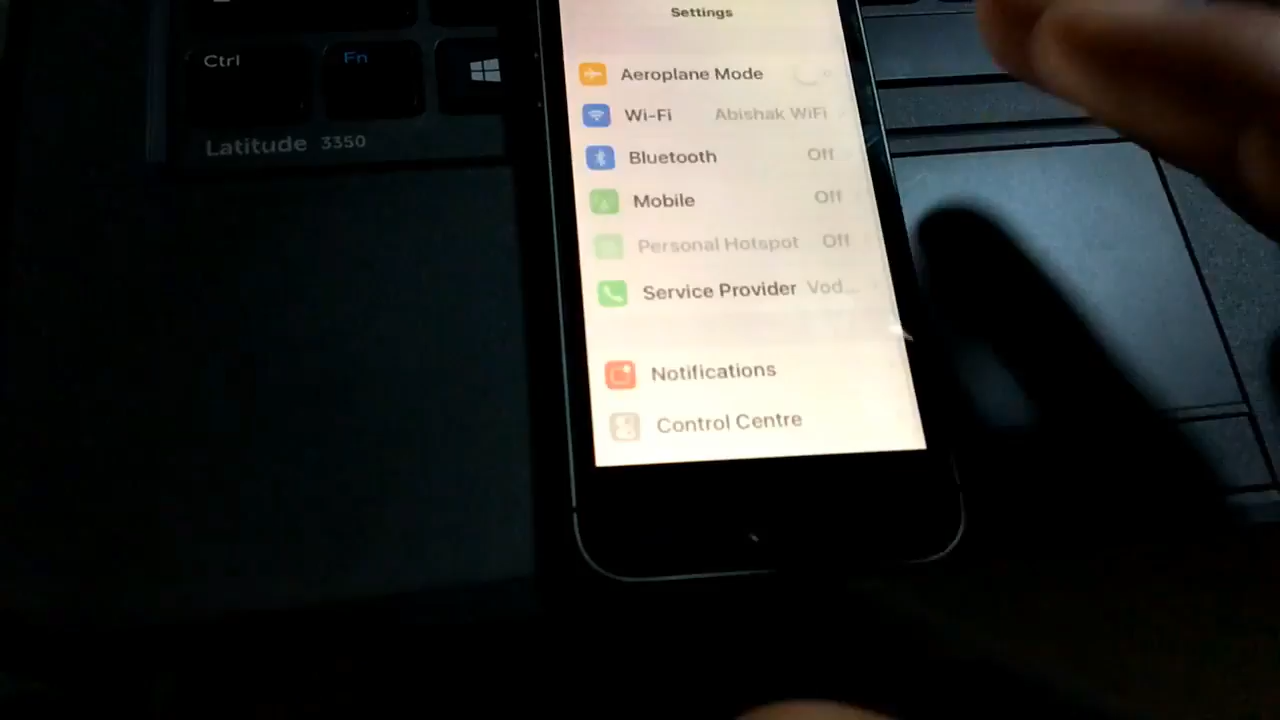 Settings
Ctrl
Fn
Aeroplane Mode
Wi-Fi Abishak WiFi
Latitude 3350
Bluetooth Off
Mobile Off
Personal Hotspot Off
Service Provider Vod...
Notifications
Control Centre